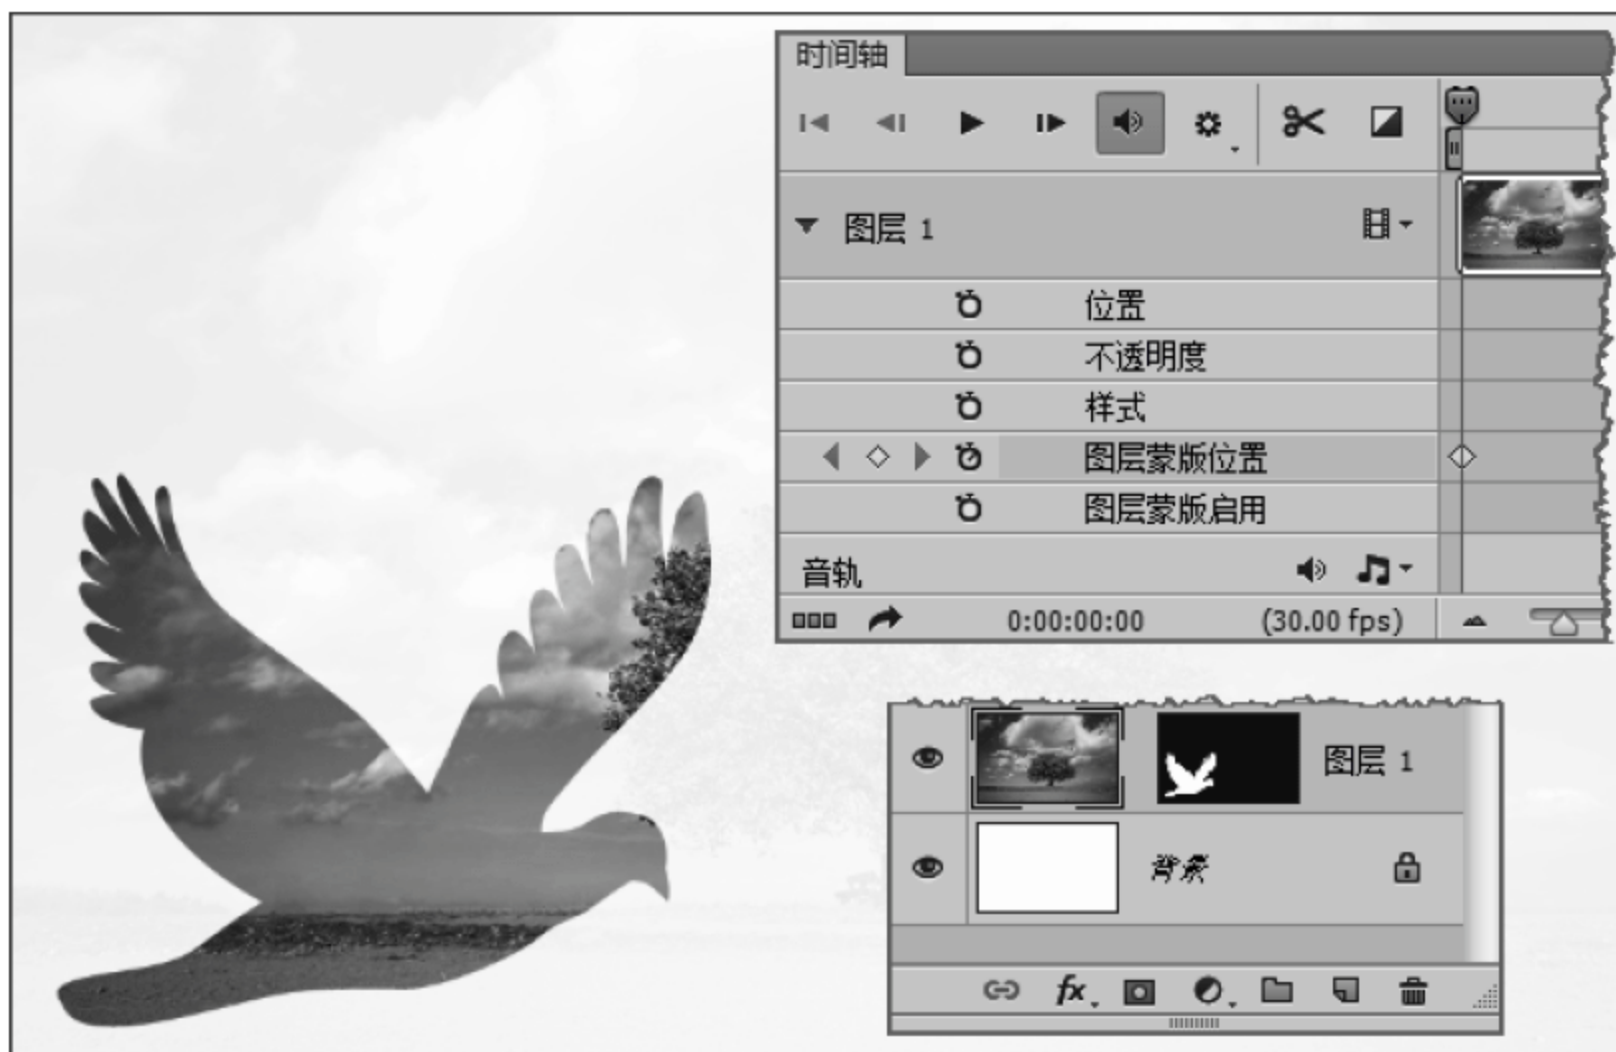 时间轴
图层 1
位置
不透明度
样式
图层蒙版位置
图层蒙版启用
音轨
0:00:00:00 (30.00 fps)
图层 1
背景
fx